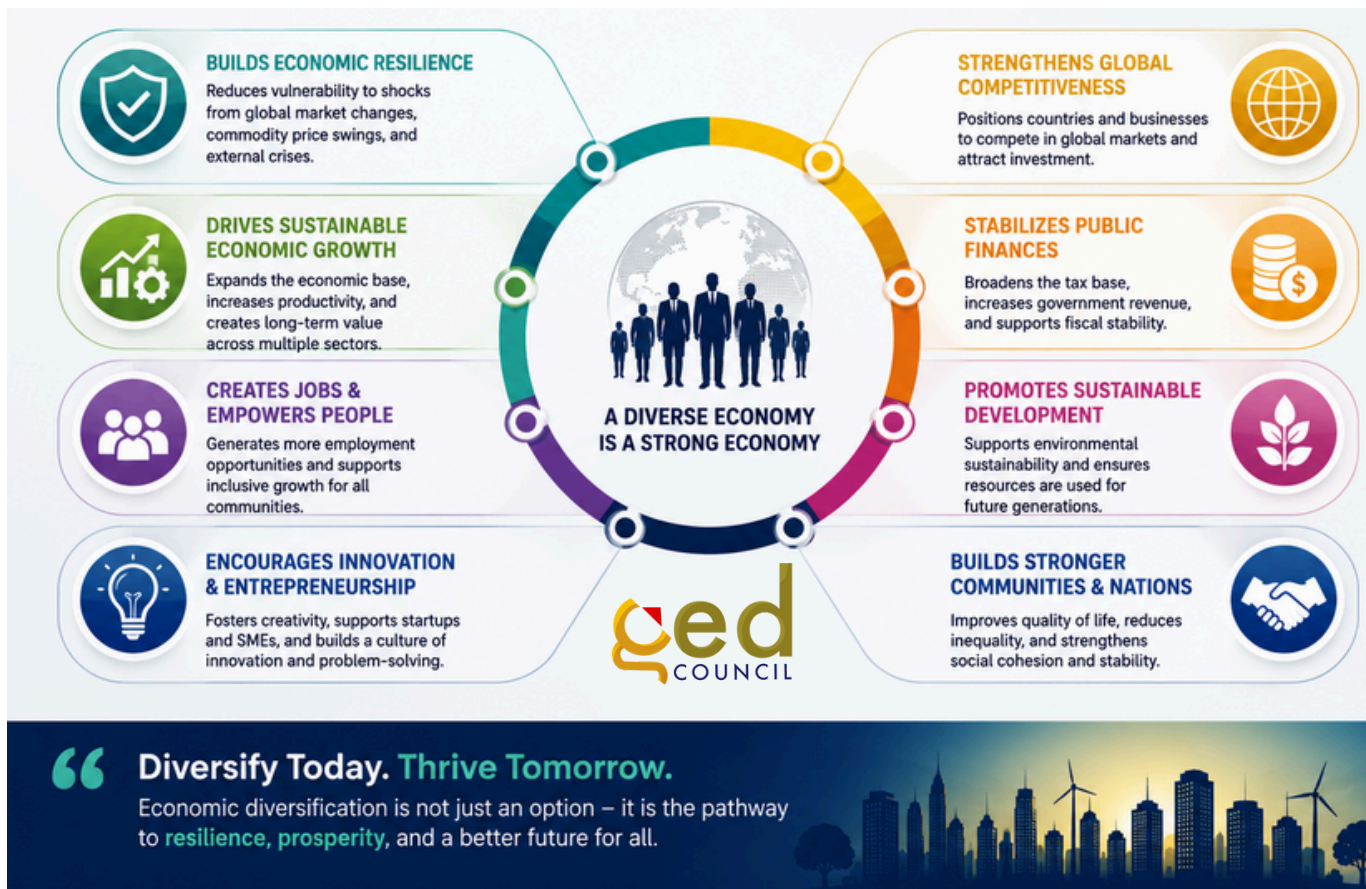 BUILDS ECONOMIC RESILIENCE
Reduces vulnerability to shocks
from global market changes,
commodity price swings, and
external crises.
DRIVES SUSTAINABLE
ECONOMIC GROWTH
Expands the economic base,
increases productivity, and
creates long-term value
across multiple sectors.
CREATES JOBS &
EMPOWERS PEOPLE
Generates more employment
opportunities and supports
inclusive growth for all
communities.
ENCOURAGES INNOVATION
& ENTREPRENEURSHIP
Fosters creativity, supports startups
and SMEs, and builds a culture of
innovation and problem-solving.
A DIVERSE ECONOMY
IS A STRONG ECONOMY
ged
COUNCIL
STRENGTHENS GLOBAL
COMPETITIVENESS
Positions countries and businesses
to compete in global markets and
attract investment.
STABILIZES PUBLIC
FINANCES
Broadens the tax base,
increases government revenue,
and supports fiscal stability.
$
PROMOTES SUSTAINABLE
DEVELOPMENT
Supports environmental
sustainability and ensures
resources are used for
future generations.
BUILDS STRONGER
COMMUNITIES & NATIONS
Improves quality of life, reduces
inequality, and strengthens
social cohesion and stability.
“ Diversify Today. Thrive Tomorrow.
Economic diversification is not just an option – it is the pathway
to resilience, prosperity, and a better future for all.